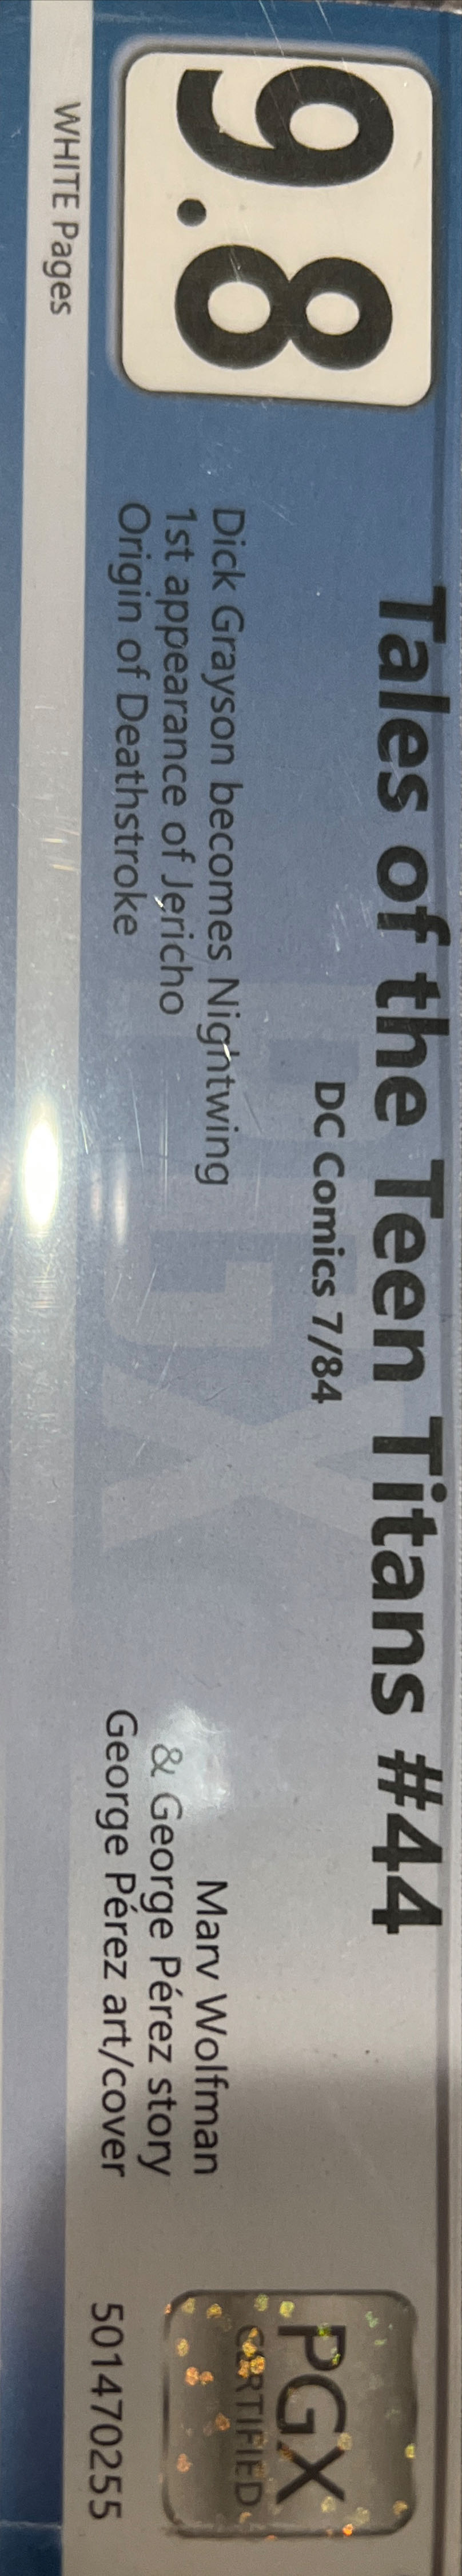 9.8
WHITE Pages
Tales of the Teen Titans #44
DC Comics 7/84
Dick Grayson becomes Nightwing
1st appearance of Jericho
Origin of Deathstroke
Marv Wolfman
& George Pérez story
George Pérez art/cover
PGX
CERTIFIED
501470255
PGX